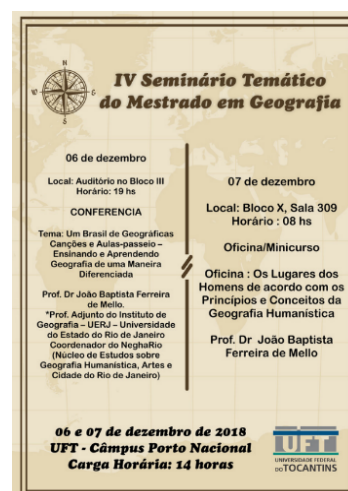 IV Seminário Temático
do Mestrado em Geografia
N
W
E
S
06 de dezembro
Local: Auditório no Bloco III
Horário: 19 hs
CONFERENCIA
Tema: Um Brasil de Geográficas
Canções e Aulas-passeio –
Ensinando e Aprendendo
Geografia de uma Maneira
Diferenciada
Prof. Dr João Baptista Ferreira
de Mello.
*Prof. Adjunto do Instituto de
Geografia – UERJ – Universidade
do Estado do Rio de Janeiro
Coordenador do NeghaRio
(Núcleo de Estudos sobre
Geografia Humanística, Artes e
Cidade do Rio de Janeiro)
07 de dezembro
Local: Bloco X, Sala 309
Horário : 08 hs
Oficina/Minicurso
Oficina : Os Lugares dos
Homens de acordo com os
Princípios e Conceitos da
Geografia Humanística
Prof. Dr João Baptista
Ferreira de Mello
06 e 07 de dezembro de 2018
UFT - Câmpus Porto Nacional
Carga Horária: 14 horas
UFT
UNIVERSIDADE FEDERAL
DO TOCANTINS